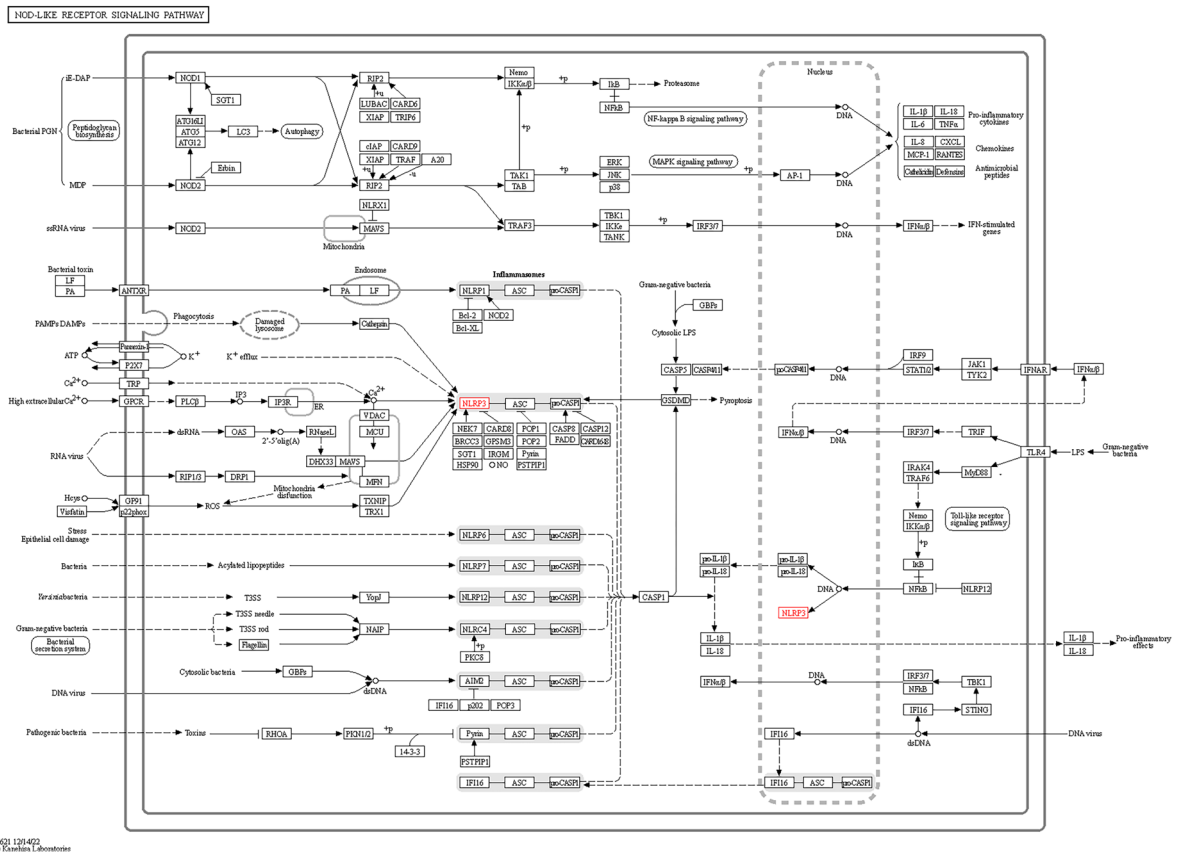 NOD-LIKE RECEPTOR SIGNALING PATHWAY
Nucleus
iE-DAP
NOD1
SGT1
RIP2
+u
LUBAC
CARD6
XIAP
TRIP6
Nemo
IKKα/β
+p
IkB
Proteasome
NFkB
NF-kappa B signaling pathway
DNA
IL-1β
IL-18
IL-6
TNFα
Pro-inflammatory
cytokines
IL-8
CXCL
MCP-1
RANTES
Chemokines
Cathelicidin
Defensins
Antimicrobial
peptides
Bacterial PGN
Peptidoglycan
biosynthesis
ATG16L1
ATG5
ATG12
LC3
Autophagy
Erbin
MDP
NOD2
cIAP
CARD9
XIAP
TRAF
A20
+u
-u
RIP2
+p
TAK1
TAB
+p
ERK
JNK
p38
MAPK signaling pathway
+p
AP-1
DNA
NLRX1
ssRNA virus
NOD2
MAVS
Mitochondria
TRAF3
TBK1
IKKe
TANK
+p
IRF3/7
DNA
IFNα/β
IFN-stimulated
genes
Bacterial toxin
LF
PA
ANTXR
Endosome
PA
LF
Inflammasomes
NLRP1
ASC
pro-CASP1
Bcl-2
NOD2
Bcl-XL
Gram-negative bacteria
GBPs
Cytosolic LPS
CASP5
CASP4/11
proCASP4/11
DNA
IRF9
STAT1/2
JAK1
TYK2
IFNAR
IFNα/β
PAMPs DAMPs
Phagocytosis
Damaged
lysosome
Cathepsin
Pannexin-1
ATP
P2X7
K+
K+ efflux
Ca2+
TRP
High extracellularCa2+
GPCR
PLCβ
IP3
IP3R
ER
Ca2+
VDAC
MCU
NLRP3
ASC
pro-CASP1
GSDMD
Pyroptosis
NEK7
CARD8
POP1
CASP8
CASP12
BRCC3
GPSM3
POP2
FADD
CARD16/18
SGT1
IRGM
Pyrin
HSP90
NO
PSTPIP1
RNA virus
dsRNA
OAS
2'-5'olig(A)
RNaseL
DHX33
MAVS
RIP1/3
DRP1
MFN
Mitochondria
disfunction
IFNα/β
DNA
IRF3/7
TRIF
TLR4
LPS
Gram-negative
bacteria
IRAK4
TRAF6
MyD88
Hcys
Visfatin
GP91
p22phox
ROS
TXNIP
TRX1
Nemo
IKKα/β
+p
Toll-like receptor
signaling pathway
Stress
Epithelial cell damage
NLRP6
ASC
pro-CASP1
Bacteria
Acylated lipopeptides
NLRP7
ASC
pro-CASP1
pro-IL-1β
pro-IL-18
pro-IL-1β
pro-IL-18
IkB
DNA
NFkB
NLRP12
Yersiniabacteria
T3SS
YopJ
NLRP12
ASC
pro-CASP1
CASP1
NLRP3
Gram-negative bacteria
Bacterial
secretion system
T3SS needle
T3SS rod
Flagellin
NAIP
NLRC4
ASC
pro-CASP1
+p
PKCδ
IL-1β
IL-18
IL-1β
IL-18
Pro-inflammatory
effects
Cytosolic bacteria
GBPs
dsDNA
DNA virus
AIM2
ASC
pro-CASP1
IFI16
p202
POP3
IFNα/β
DNA
IRF3/7
NFkB
TBK1
IFI16
STING
dsDNA
DNA virus
Pathogenic bacteria
Toxins
RHOA
PKN1/2
+p
14-3-3
Pyrin
ASC
pro-CASP1
PSTPIP1
IFI16
IFI16
ASC
pro-CASP1
IFI16
ASC
pro-CASP1
621 12/14/22
Kanehisa Laboratories